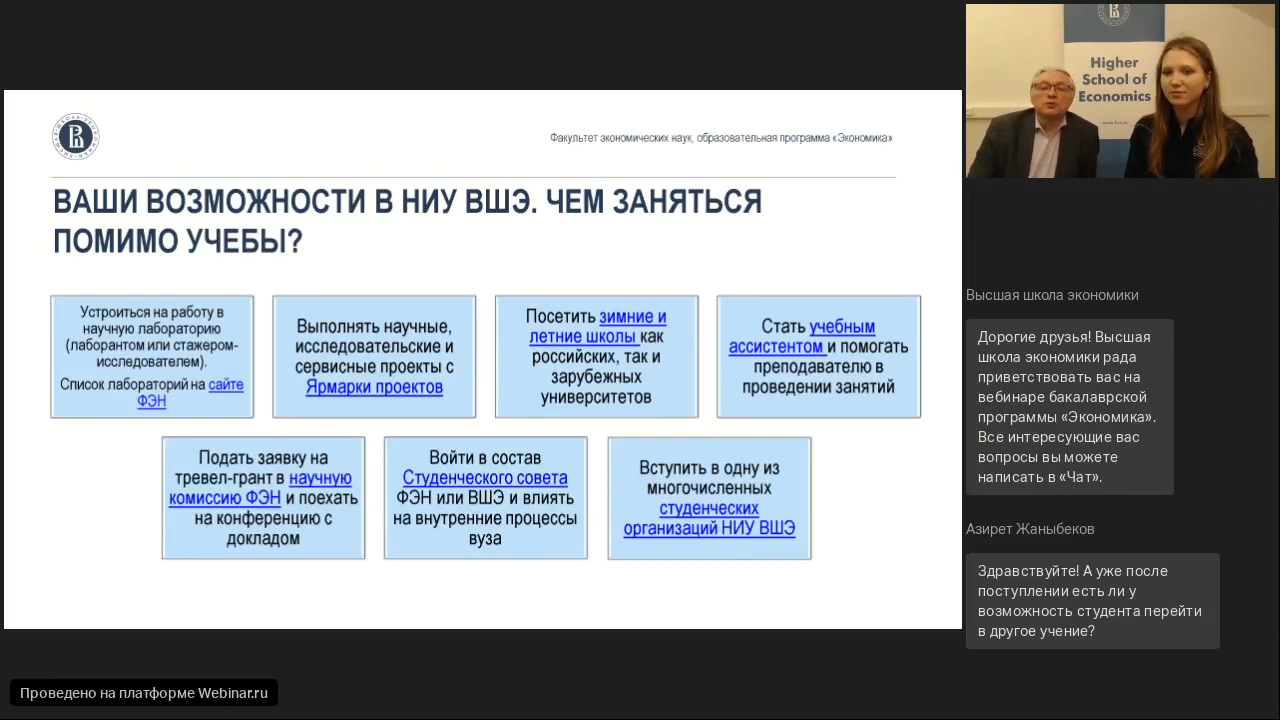 Факультет экономических наук, образовательная программа «Экономика»
ВАШИ ВОЗМОЖНОСТИ В НИУ ВШЭ. ЧЕМ ЗАНЯТЬСЯ
ПОМИМО УЧЕБЫ?
Устроиться на работу в
научную лабораторию
(лаборантом или стажером-
исследователем).
Список лабораторий на сайте
ФЭН
Выполнять научные,
исследовательские и
сервисные проекты с
Ярмарки проектов
Посетить зимние и
летние школы как
российских, так и
зарубежных
университетов
Стать учебным
ассистентом и помогать
преподавателю в
проведении занятий
Подать заявку на
тревел-грант в научную
комиссию ФЭН и поехать
на конференцию с
докладом
Войти в состав
Студенческого совета
ФЭН или ВШЭ и влиять
на внутренние процессы
вуза
Вступить в одну из
многочисленных
студенческих
организаций НИУ ВШЭ
Higher
School of
Economics
Высшая школа экономики
Дорогие друзья! Высшая
школа экономики рада
приветствовать вас на
вебинаре бакалаврской
программы «Экономика».
Все интересующие вас
вопросы вы можете
написать в «Чат».
Азирет Жаныбеков
Здравствуйте! А уже после
поступлении есть ли у
возможность студента перейти
в другое учение?
Проведено на платформе Webinar.ru